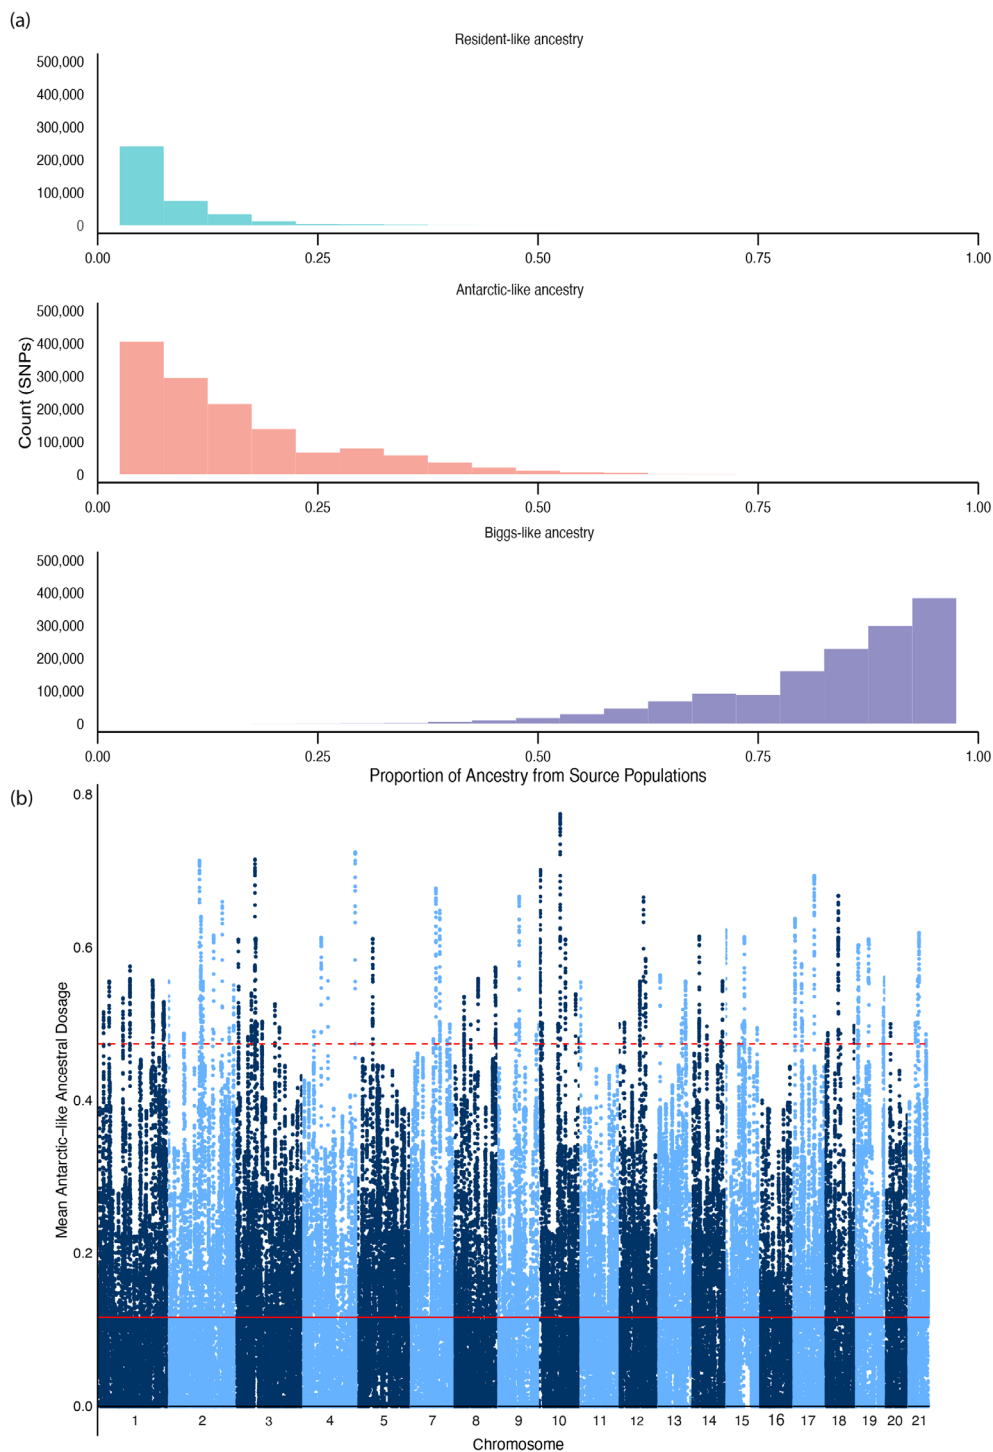 (a)
Resident-like ancestry
500,000
400,000
300,000
200,000
100,000
0
0.00 0.25 0.50 0.75 1.00
Antarctic-like ancestry
Count (SNPs)
500,000
400,000
300,000
200,000
100,000
0
0.00 0.25 0.50 0.75 1.00
Biggs-like ancestry
500,000
400,000
300,000
200,000
100,000
0
0.00 0.25 0.50 0.75 1.00
Proportion of Ancestry from Source Populations
(b)
Mean Antarctic–like Ancestral Dosage
0.8
0.6
0.4
0.2
0.0
1 2 3 4 5 7 8 9 10 11 12 13 14 15 16 17 18 19 20 21
Chromosome